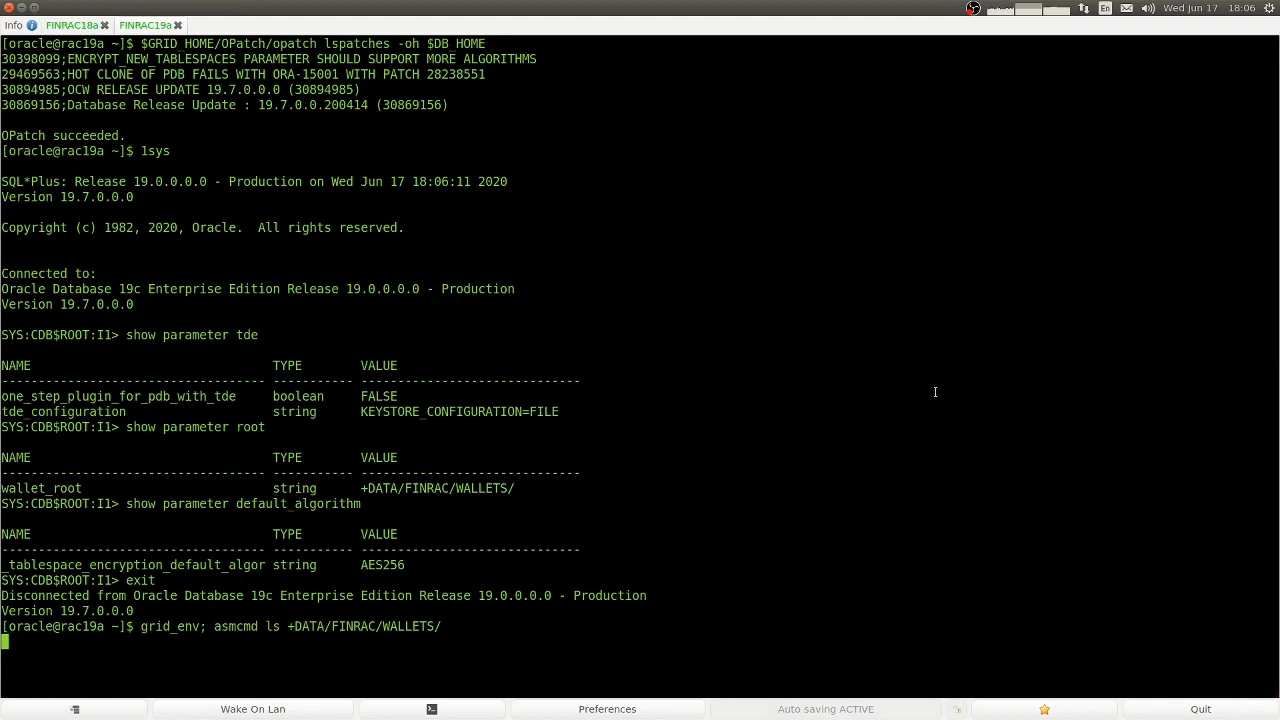 En
Wed Jun 17
18:06
Info
FINRAC18a
FINRAC19a
[oracle@rac19a ~]$ $GRID_HOME/OPatch/opatch lspatches -oh $DB_HOME
30398099;ENCRYPT_NEW_TABLESPACES PARAMETER SHOULD SUPPORT MORE ALGORITHMS
29469563;HOT CLONE OF PDB FAILS WITH ORA-15001 WITH PATCH 28238551
30894985;OCW RELEASE UPDATE 19.7.0.0.0 (30894985)
30869156;Database Release Update : 19.7.0.0.200414 (30869156)
OPatch succeeded.
[oracle@rac19a ~]$ 1sys
SQL*Plus: Release 19.0.0.0.0 - Production on Wed Jun 17 18:06:11 2020
Version 19.7.0.0.0
Copyright (c) 1982, 2020, Oracle.  All rights reserved.
Connected to:
Oracle Database 19c Enterprise Edition Release 19.0.0.0.0 - Production
Version 19.7.0.0.0
SYS:CDB$ROOT:I1> show parameter tde
NAME                                 TYPE        VALUE
------------------------------------ ----------- ------------------------------
one_step_plugin_for_pdb_with_tde     boolean     FALSE
tde_configuration                    string      KEYSTORE_CONFIGURATION=FILE
SYS:CDB$ROOT:I1> show parameter root
NAME                                 TYPE        VALUE
------------------------------------ ----------- ------------------------------
wallet_root                          string      +DATA/FINRAC/WALLETS/
SYS:CDB$ROOT:I1> show parameter default_algorithm
NAME                                 TYPE        VALUE
------------------------------------ ----------- ------------------------------
_tablespace_encryption_default_algor string      AES256
SYS:CDB$ROOT:I1> exit
Disconnected from Oracle Database 19c Enterprise Edition Release 19.0.0.0.0 - Production
Version 19.7.0.0.0
[oracle@rac19a ~]$ grid_env; asmcmd ls +DATA/FINRAC/WALLETS/
Wake On Lan
Preferences
Auto saving ACTIVE
Quit